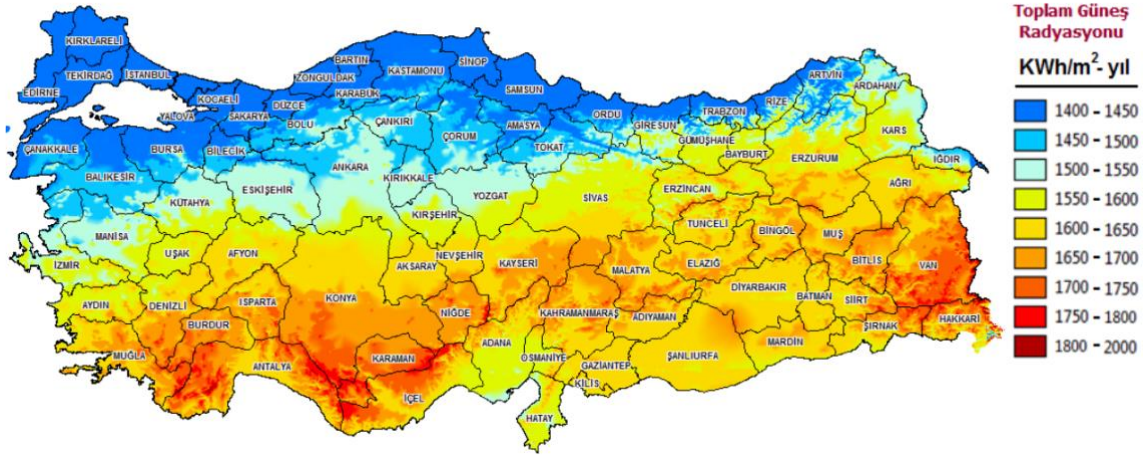 Toplam Güneş
Radyasyonu
KWh/m²- yıl
1400 - 1450
1450 - 1500
1500 - 1550
1550 - 1600
1600 - 1650
1650 - 1700
1700 - 1750
1750 - 1800
1800 - 2000
KIRKLARELİ
TEKİRDAĞ
İSTANBUL
EDİRNE
KOCAELİ
YALOVA
SAKARYA
DÜZCE
ZONGULDAK
BARTIN
KARABÜK
KASTAMONU
SİNOP
SAMSUN
BOLU
ÇANKIRI
ÇORUM
AMASYA
TOKAT
ORDU
GİRESUN
TRABZON
RİZE
ARTVİN
ARDAHAN
GÜMÜŞHANE
BAYBURT
ERZURUM
KARS
IĞDIR
AĞRI
ÇANAKKALE
BURSA
BİLECİK
BALIKESİR
KÜTAHYA
ESKİŞEHİR
ANKARA
KIRIKKALE
YOZGAT
SİVAS
ERZİNCAN
KIRŞEHİR
TUNCELİ
BİNGÖL
MUŞ
MANİSA
İZMİR
UŞAK
AFYON
AKSARAY
NEVŞEHİR
KAYSERİ
MALATYA
ELAZIĞ
BİTLİS
VAN
DİYARBAKIR
BATMAN
SİİRT
AYDIN
DENİZLİ
ISPARTA
KONYA
NİĞDE
KAHRAMANMARAŞ
ADIYAMAN
ŞIRNAK
HAKKARİ
BURDUR
MUĞLA
ANTALYA
KARAMAN
ADANA
OSMANİYE
GAZİANTEP
ŞANLIURFA
MARDİN
KİLİS
İÇEL
HATAY